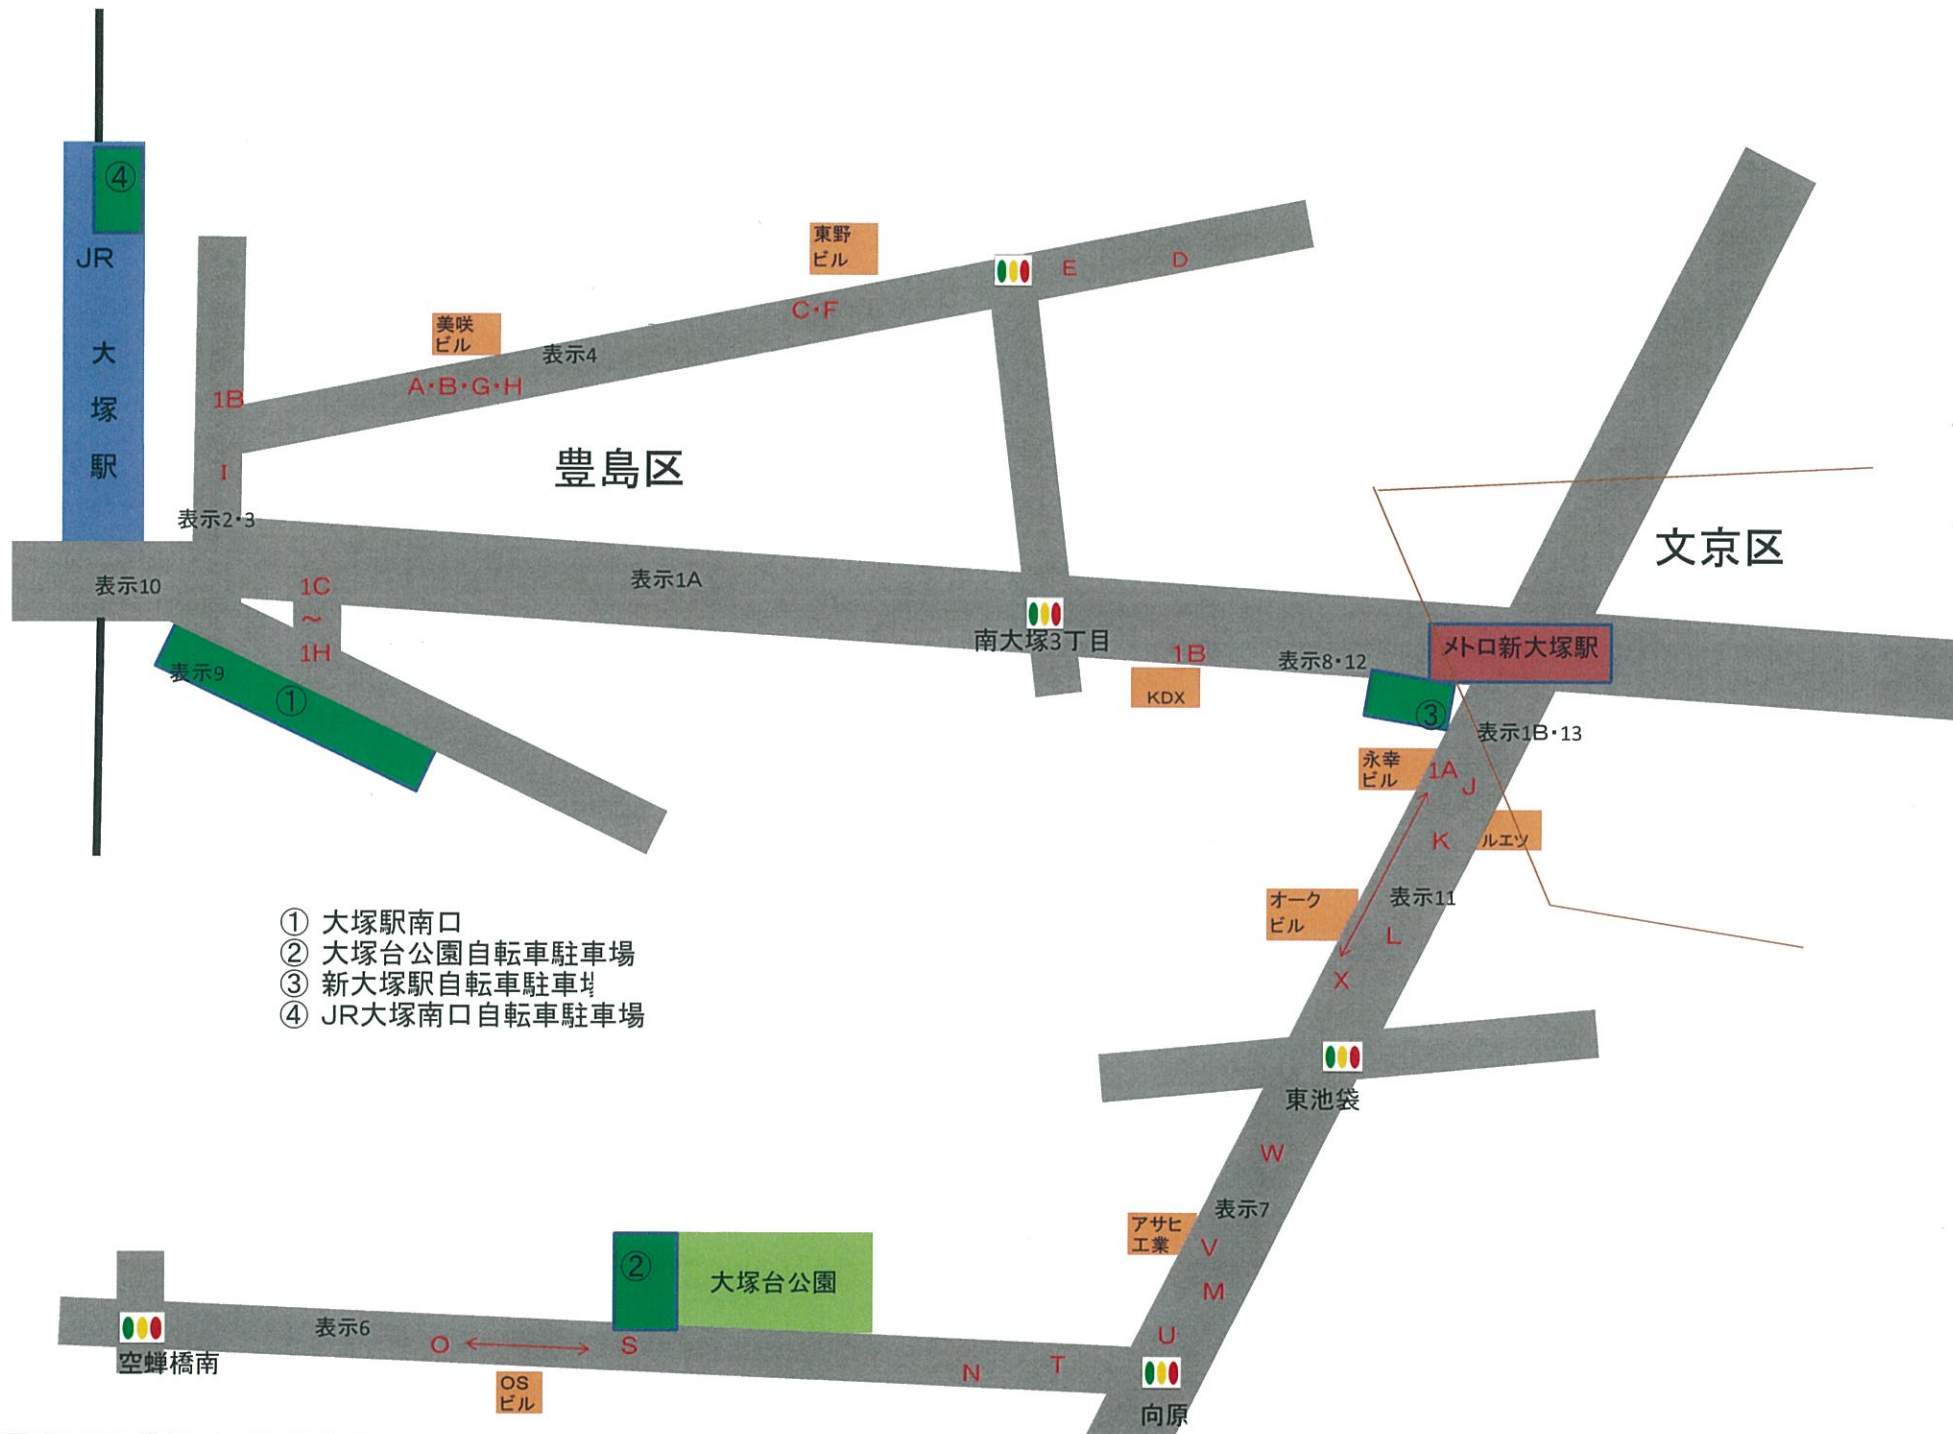 ④
JR
大
塚
駅
東野
ビル
E
D
C・F
美咲
ビル
表示4
A・B・G・H
1B
豊島区
I
表示2・3
文京区
表示10
1C
～
1H
表示1A
南大塚3丁目
1B
表示8・12
メトロ新大塚駅
表示9
①
KDX
③
表示1B・13
永幸
ビル
1A
J
K
ルエツ
オーク
ビル
表示11
L
X
① 大塚駅南口
② 大塚台公園自転車駐車場
③ 新大塚駅自転車駐車
④ JR大塚南口自転車駐車場
東池袋
W
表示7
アサヒ
工業
V
M
②
大塚台公園
表示6
O
S
N
T
U
空蝉橋南
OS
ビル
向原